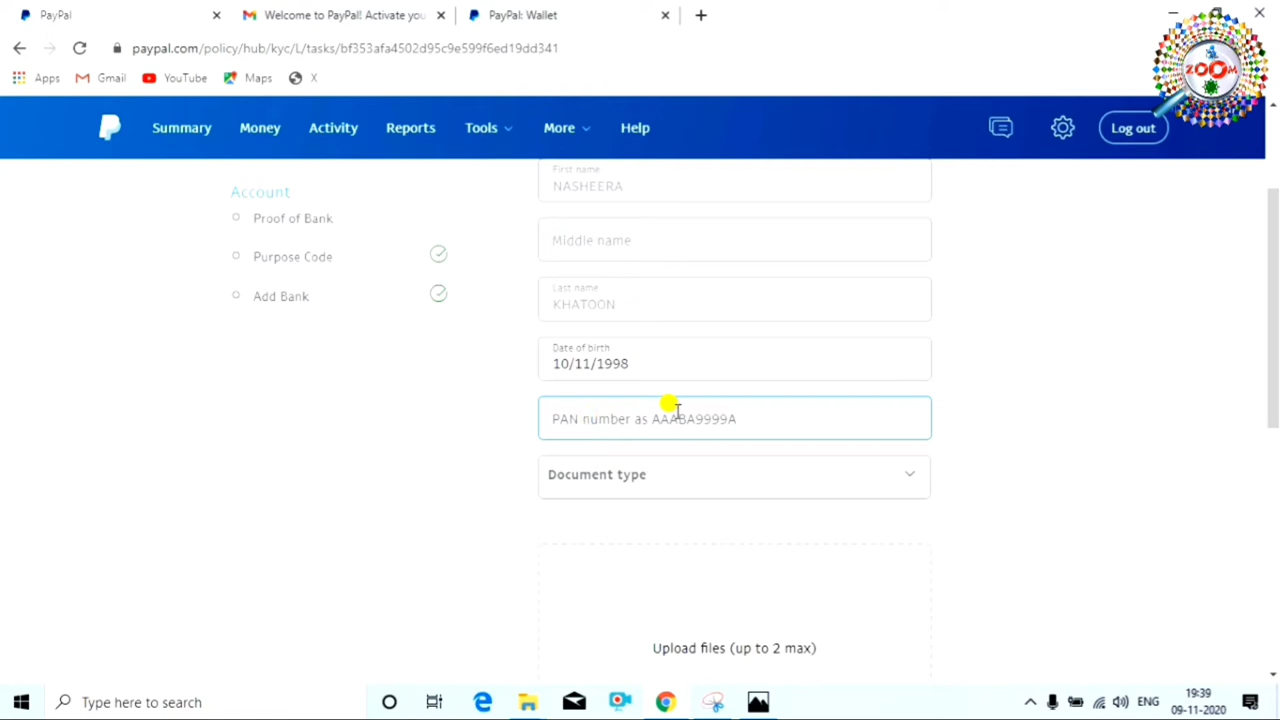 PayPal
Welcome to PayPal! Activate you
PayPal: Wallet
paypal.com/policy/hub/kyc/L/tasks/bf353afa4502d95c9e599f6ed19dd341
Apps
Gmail
YouTube
Maps
X
ZOOM
Summary
Money
Activity
Reports
Tools
More
Help
Log out
Account
Proof of Bank
Purpose Code
Add Bank
First name
NASHEERA
Middle name
Last name
KHATOON
Date of birth
10/11/1998
PAN number as AAABA9999A
Document type
Upload files (up to 2 max)
Type here to search
ENG
19:39
09-11-2020